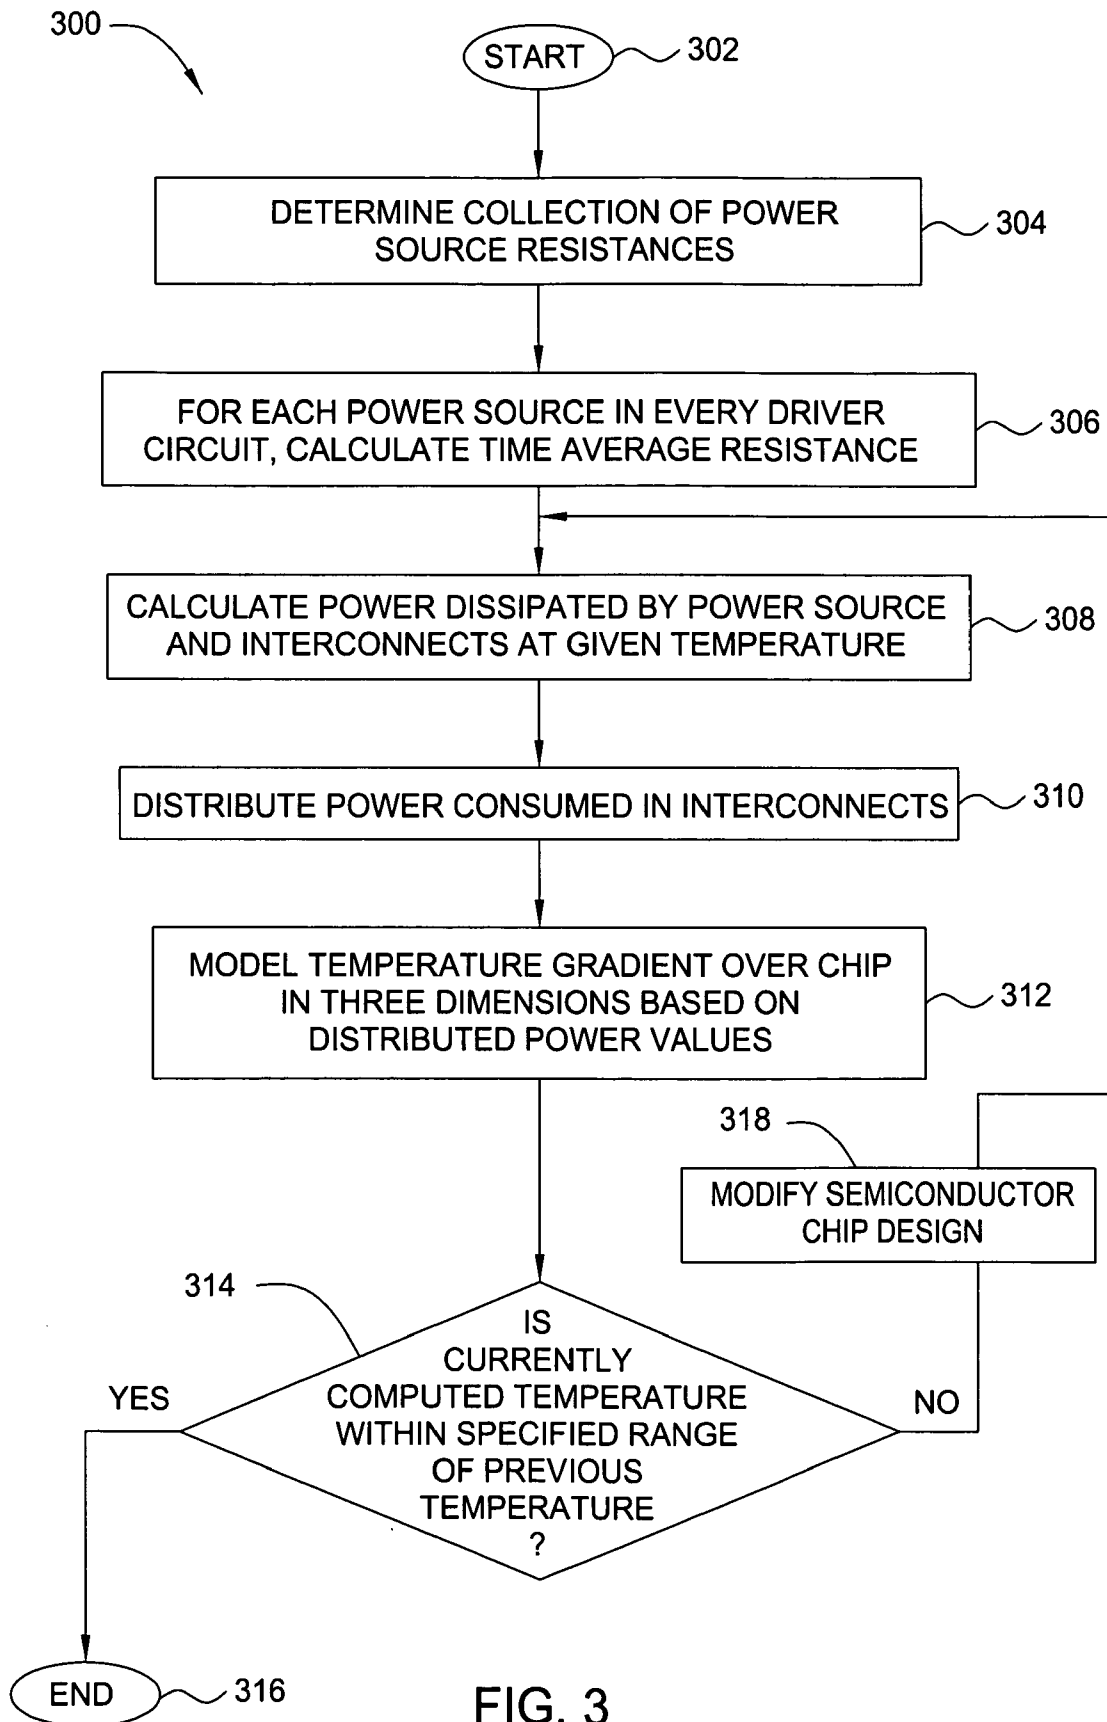 300
START
302
DETERMINE COLLECTION OF POWER
SOURCE RESISTANCES
304
FOR EACH POWER SOURCE IN EVERY DRIVER
CIRCUIT, CALCULATE TIME AVERAGE RESISTANCE
306
CALCULATE POWER DISSIPATED BY POWER SOURCE
AND INTERCONNECTS AT GIVEN TEMPERATURE
308
DISTRIBUTE POWER CONSUMED IN INTERCONNECTS
310
MODEL TEMPERATURE GRADIENT OVER CHIP
IN THREE DIMENSIONS BASED ON
DISTRIBUTED POWER VALUES
312
318
MODIFY SEMICONDUCTOR
CHIP DESIGN
314
IS
CURRENTLY
COMPUTED TEMPERATURE
WITHIN SPECIFIED RANGE
OF PREVIOUS
TEMPERATURE
?
YES
NO
END
316
FIG. 3